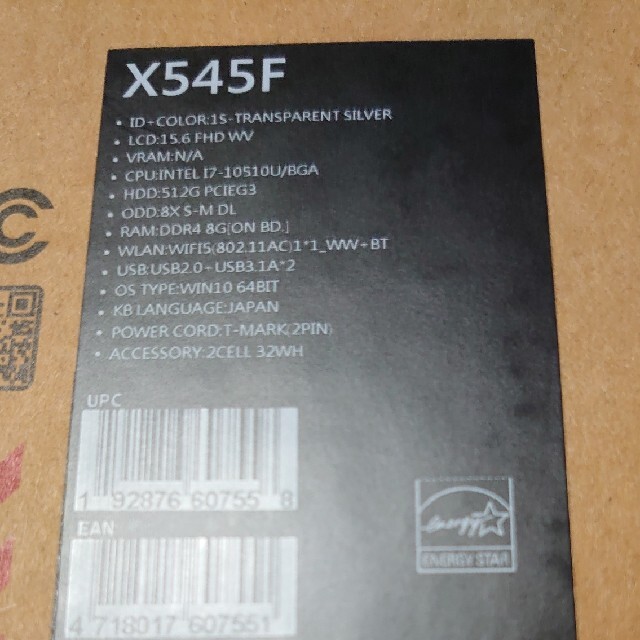 X545F
• ID+COLOR:1S-TRANSPARENT SILVER
• LCD:15.6 FHD WV
• VRAM:N/A
• CPU:INTEL I7-10510U/BGA
• HDD:512G PCIEG3
• ODD:8X S-M DL
• RAM:DDR4 8G[ON BD.]
• WLAN:WIFI5(802.11AC)1*1_WW+BT
• USB:USB2.0+USB3.1A*2
• OS TYPE:WIN10 64BIT
• KB LANGUAGE:JAPAN
• POWER CORD:T-MARK(2PIN)
• ACCESSORY:2CELL 32WH
UPC
1 92876 60755 8
EAN
4 718017 607551
energy
ENERGY STAR